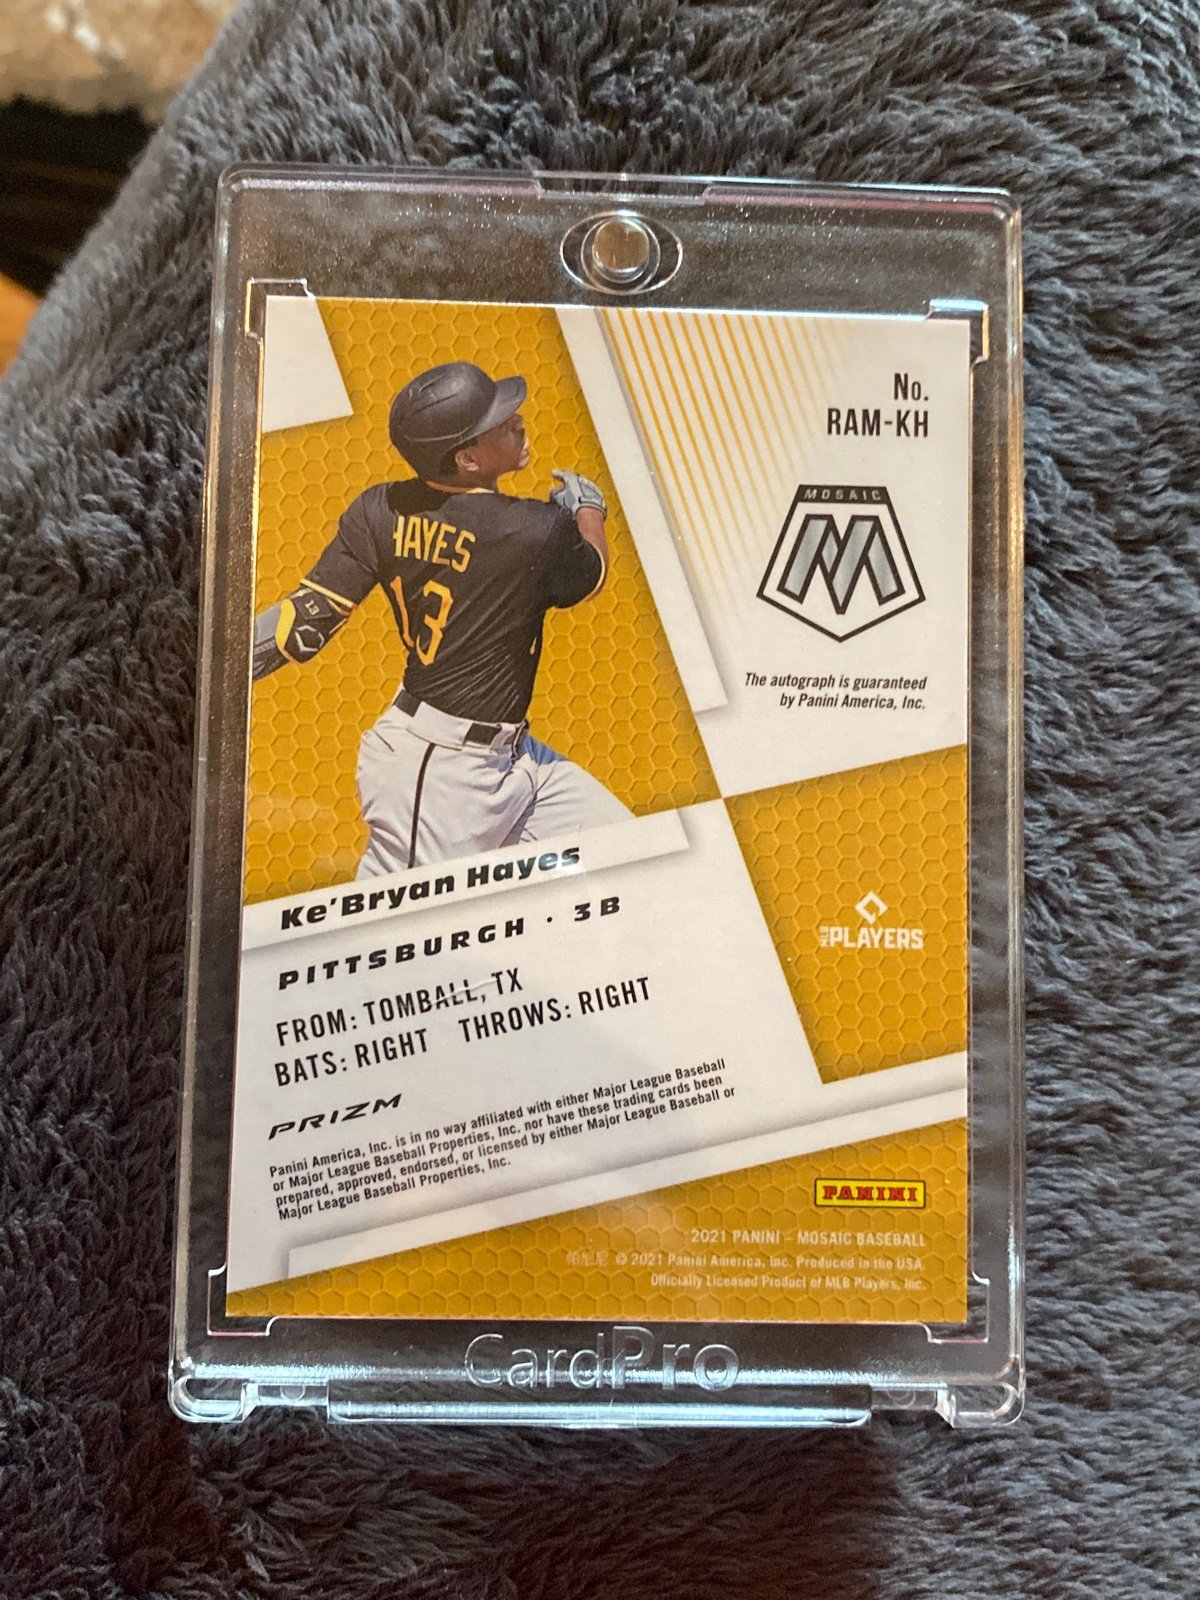 No.
RAM-KH
MOSAIC
M
HAYES
13
13
The autograph is guaranteed
by Panini America, Inc.
Ke'Bryan Hayes
PITTSBURGH · 3B
FROM: TOMBALL, TX
BATS: RIGHT THROWS: RIGHT
MLB PLAYERS
PRIZM
Panini America, Inc. is in no way affiliated with either Major League Baseball
or Major League Baseball Properties, Inc. nor have these trading cards been
prepared, approved, endorsed, or licensed by either Major League Baseball or
Major League Baseball Properties, Inc.
PANINI
2021 PANINI – MOSAIC BASEBALL
© 2021 Panini America, Inc. Produced in the USA.
Officially Licensed Product of MLB Players, Inc.
CardPro